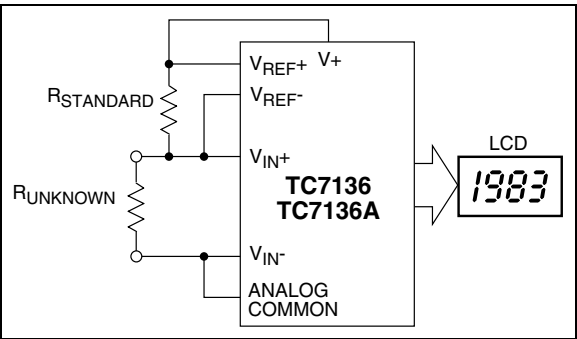 V+
VREF+
RSTANDARD
VREF-
LCD
VIN+
TC7136
TC7136A
1983
RUNKNOWN
VIN-
ANALOG
COMMON